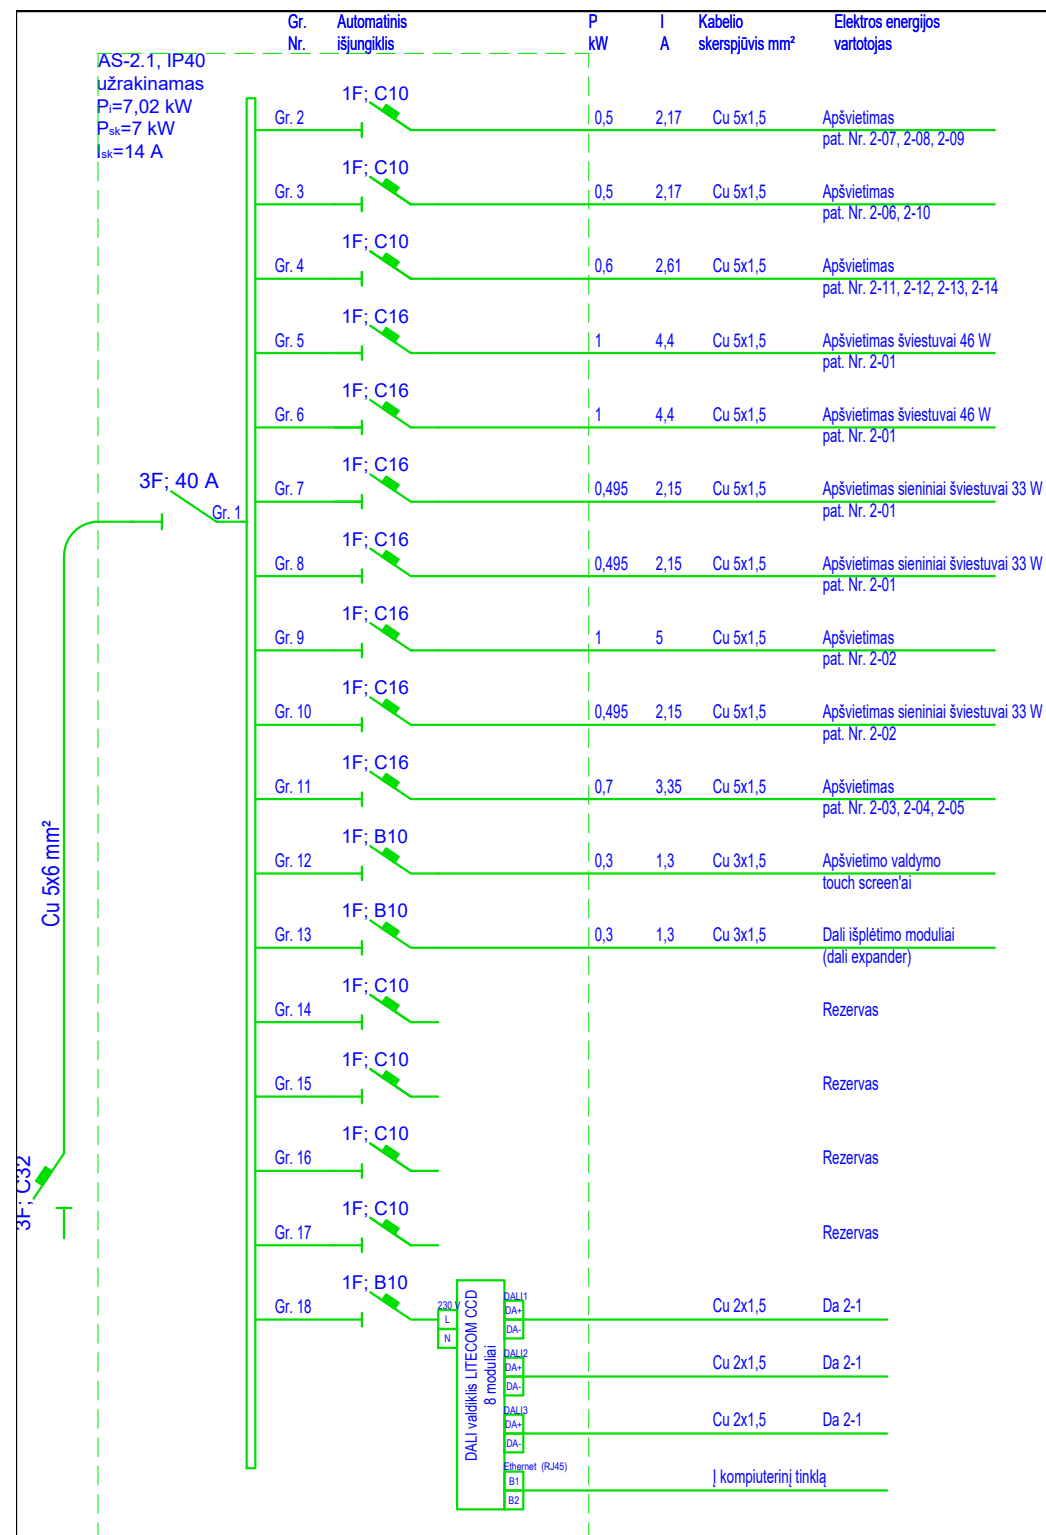 Gr. Automatinis P I Kabelio Elektros energijos
Nr. išjungiklis kW A skerspjūvis mm² vartotojas
AS-2.1, IP40
užrakinamas
Pi=7,02 kW
Psk=7 kW
Isk=14 A
1F; C10
Gr. 2 0,5 2,17 Cu 5x1,5 Apšvietimas
pat. Nr. 2-07, 2-08, 2-09
1F; C10
Gr. 3 0,5 2,17 Cu 5x1,5 Apšvietimas
pat. Nr. 2-06, 2-10
1F; C10
Gr. 4 0,6 2,61 Cu 5x1,5 Apšvietimas
pat. Nr. 2-11, 2-12, 2-13, 2-14
1F; C16
Gr. 5 1 4,4 Cu 5x1,5 Apšvietimas šviestuvai 46 W
pat. Nr. 2-01
1F; C16
Gr. 6 1 4,4 Cu 5x1,5 Apšvietimas šviestuvai 46 W
pat. Nr. 2-01
3F; 40 A
Gr. 1
1F; C16
Gr. 7 0,495 2,15 Cu 5x1,5 Apšvietimas sieniniai šviestuvai 33 W
pat. Nr. 2-01
1F; C16
Gr. 8 0,495 2,15 Cu 5x1,5 Apšvietimas sieniniai šviestuvai 33 W
pat. Nr. 2-01
1F; C16
Gr. 9 1 5 Cu 5x1,5 Apšvietimas
pat. Nr. 2-02
1F; C16
Gr. 10 0,495 2,15 Cu 5x1,5 Apšvietimas sieniniai šviestuvai 33 W
pat. Nr. 2-02
1F; C16
Gr. 11 0,7 3,35 Cu 5x1,5 Apšvietimas
pat. Nr. 2-03, 2-04, 2-05
1F; B10
Gr. 12 0,3 1,3 Cu 3x1,5 Apšvietimo valdymo
touch screen'ai
Cu 5x6 mm²
1F; B10
Gr. 13 0,3 1,3 Cu 3x1,5 Dali išplėtimo moduliai
(dali expander)
1F; C10
Gr. 14 Rezervas
1F; C10
Gr. 15 Rezervas
1F; C10
Gr. 16 Rezervas
3F; C32
1F; C10
Gr. 17 Rezervas
1F; B10
Gr. 18
230 V
L
N
DALI valdiklis LITECOM CCD
8 moduliai
DALI1
DA+
DA-
Cu 2x1,5 Da 2-1
DALI2
DA+
DA-
Cu 2x1,5 Da 2-1
DALI3
DA+
DA-
Cu 2x1,5 Da 2-1
Ethernet (RJ45)
B1
B2
Į kompiuterinį tinklą